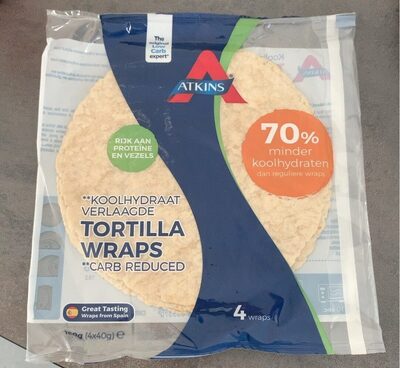 The
original
Low
Carb
expert
ATKINS
RIJK AAN
PROTEÏNE
EN VEZELS
70%
minder
koolhydraten
dan reguliere wraps
**KOOLHYDRAAT
VERLAAGDE
TORTILLA
WRAPS
**CARB REDUCED
Great Tasting
Wraps from Spain
(4x40g) e
4 wraps